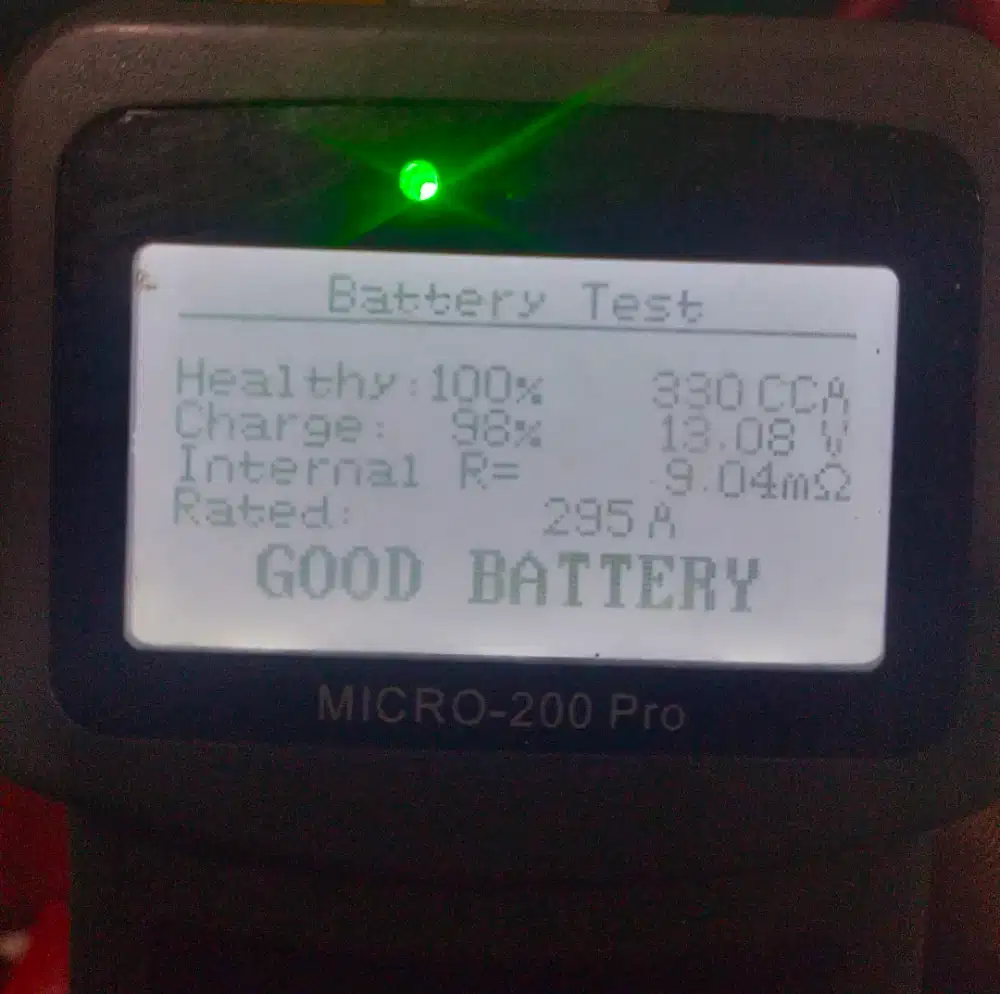 Battery Test
Healthy:100% 330 CCA
Charge: 98% 13.08 V
Internal R= 9.04mΩ
Rated: 295 A
GOOD BATTERY
MICRO-200 Pro